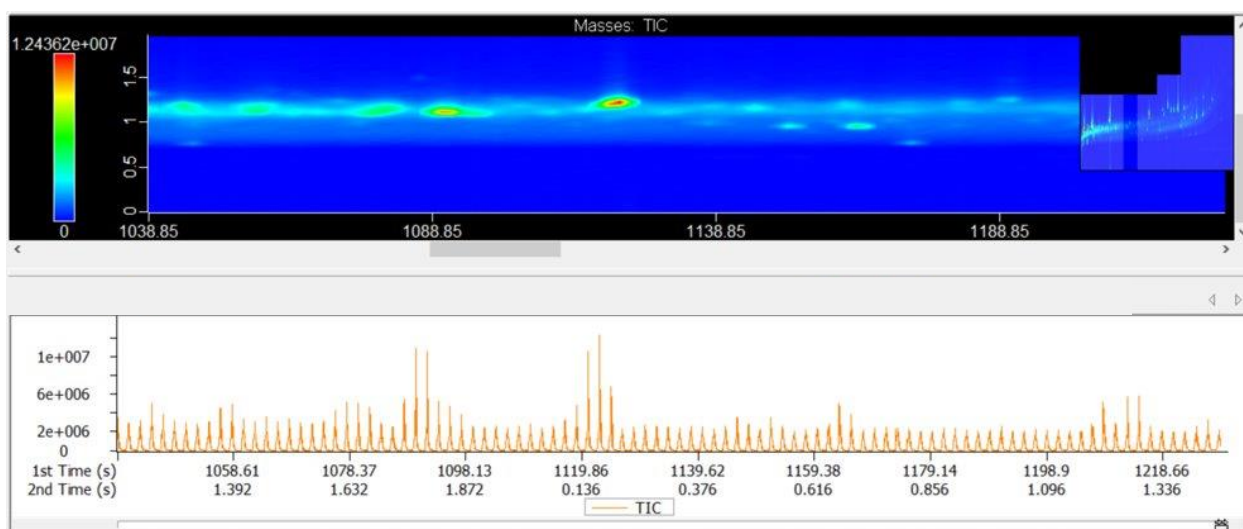 Masses: TIC
1.24362e+007
0
1.5
1
0.5
0
1038.85 1088.85 1138.85 1188.85
1e+007
6e+006
2e+006
0
1st Time (s) 1058.61 1078.37 1098.13 1119.86 1139.62 1159.38 1179.14 1198.9 1218.66
2nd Time (s) 1.392 1.632 1.872 0.136 0.376 0.616 0.856 1.096 1.336
TIC